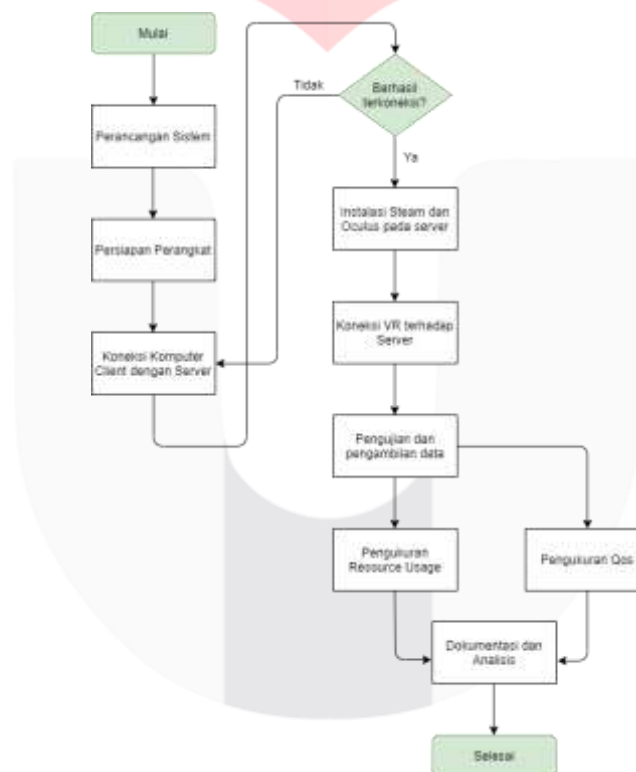 Mulai
Perancangan Sistem
Persiapan Perangkat
Koneksi Komputer
Client dengan Server
Berhasil
terkoneksi?
Tidak
Ya
Instalasi Steam dan
Oculus pada server
Koneksi VR terhadap
Server
Pengujian dan
pengambilan data
Pengukuran
Resource Usage
Pengukuran Qos
Dokumentasi dan
Analisis
Selesai